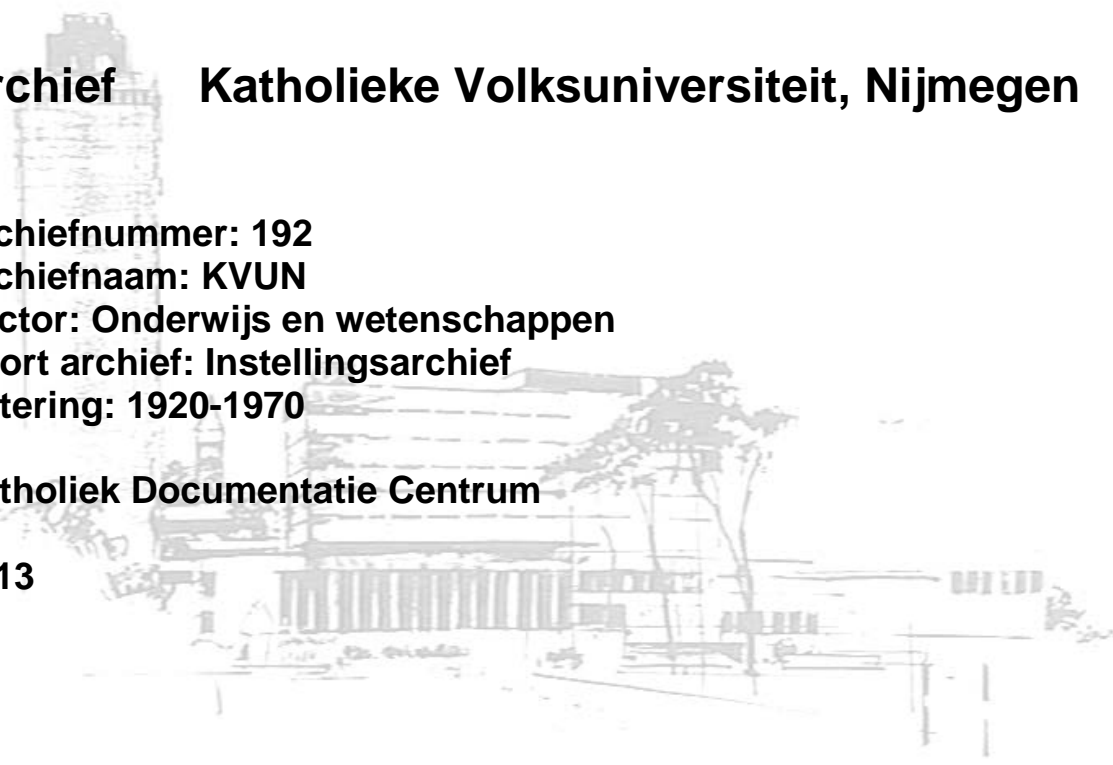 rchief Katholieke Volksuniversiteit, Nijmegen
chiefnummer: 192
chiefnaam: KVUN
ctor: Onderwijs en wetenschappen
ort archief: Instellingsarchief
tering: 1920-1970
tholiek Documentatie Centrum
13